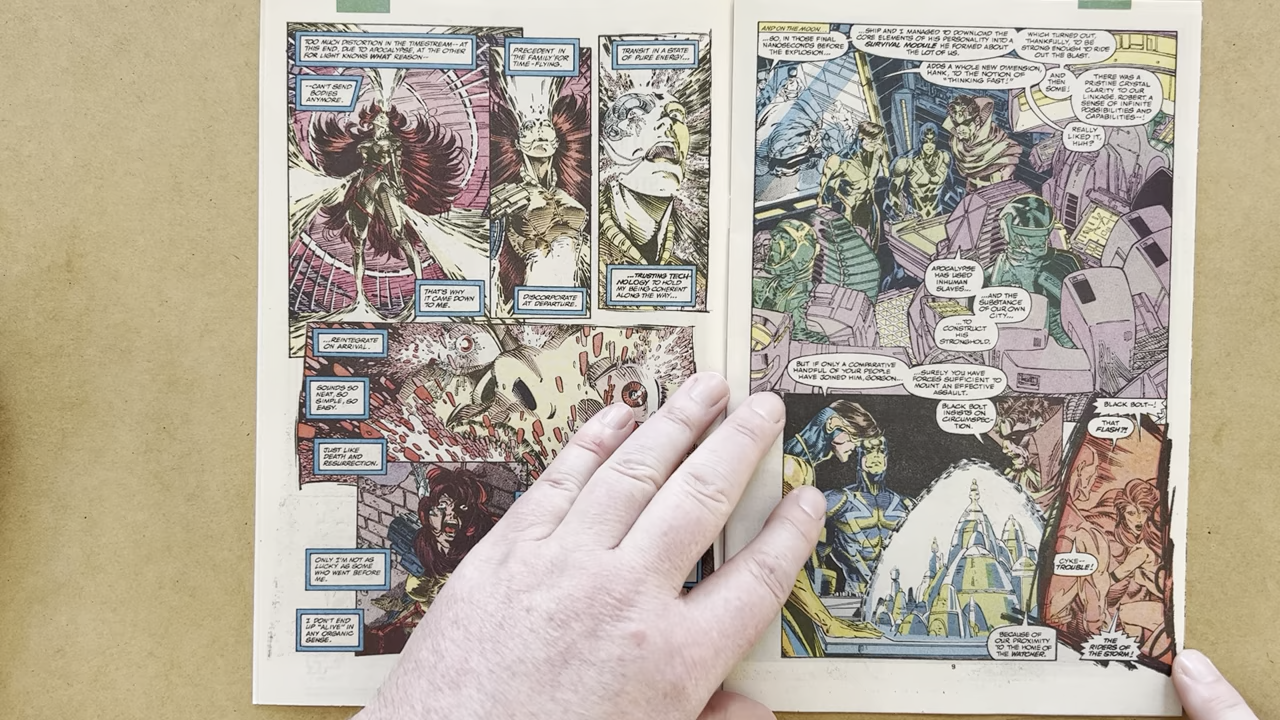 TOO MUCH DISTORTION IN THE TIMESTREAM--AT
THIS END, DUE TO APOCALYPSE, AT THE OTHER
FOR LIGHT KNOWS WHAT REASON--
--CAN'T SEND
BODIES
ANYMORE.
THAT'S WHY
IT CAME DOWN
TO ME.
PRECEDENT IN
THE FAMILY FOR
TIME-FLYING.
DISCORPORATE
AT DEPARTURE.
TRANSIT IN A STATE
OF PURE ENERGY...
...TRUSTING TECH-
NOLOGY TO HOLD
MY BEING COHERENT
ALONG THE WAY...
...REINTEGRATE
ON ARRIVAL.
SOUNDS SO
NEAT, SO
SIMPLE, SO
EASY.
JUST LIKE
DEATH AND
RESURRECTION.
ONLY I'M NOT AS
LUCKY AS SOME
WHO WENT BEFORE
ME.
I DON'T END
UP "ALIVE" IN
ANY ORGANIC
SENSE.
AND ON THE MOON.
...SO, IN THOSE FINAL
NANOSECONDS BEFORE
THE EXPLOSION...
...SHIP AND I MANAGED TO DOWNLOAD THE
CORE ELEMENTS OF HIS PERSONALITY INTO A
SURVIVAL MODULE HE FORMED ABOUT
THE LOT OF US.
WHICH TURNED OUT,
THANKFULLY, TO BE
STRONG ENOUGH TO RIDE
OUT THE BLAST.
ADDS A WHOLE NEW DIMENSION,
HANK, TO THE NOTION OF
"THINKING FAST!"
AND
THEN
SOME!
THERE WAS A
PRISTINE CRYSTAL
CLARITY TO OUR
LINKAGE, ROBERT, A
SENSE OF INFINITE
POSSIBILITIES AND
CAPABILITIES--!
REALLY
LIKED IT,
HUH?
APOCALYPSE
HAS USED
INHUMAN
SLAVES...
...AND THE
SUBSTANCE
OF OUR OWN
CITY...
...TO
CONSTRUCT
HIS
STRONGHOLD.
BUT IF ONLY A COMPARATIVE
HANDFUL OF YOUR PEOPLE
HAVE JOINED HIM, GORGON...
...SURELY YOU HAVE
FORCES SUFFICIENT TO
MOUNT AN EFFECTIVE
ASSAULT.
BLACK BOLT
INSISTS ON
CIRCUMSPEC-
TION.
BECAUSE OF
OUR PROXIMITY
TO THE HOME OF
THE WATCHER.
BLACK BOLT--!
THAT
FLASH?!
CYKE--
TROUBLE!
THE
RIDERS OF
THE STORM!
9